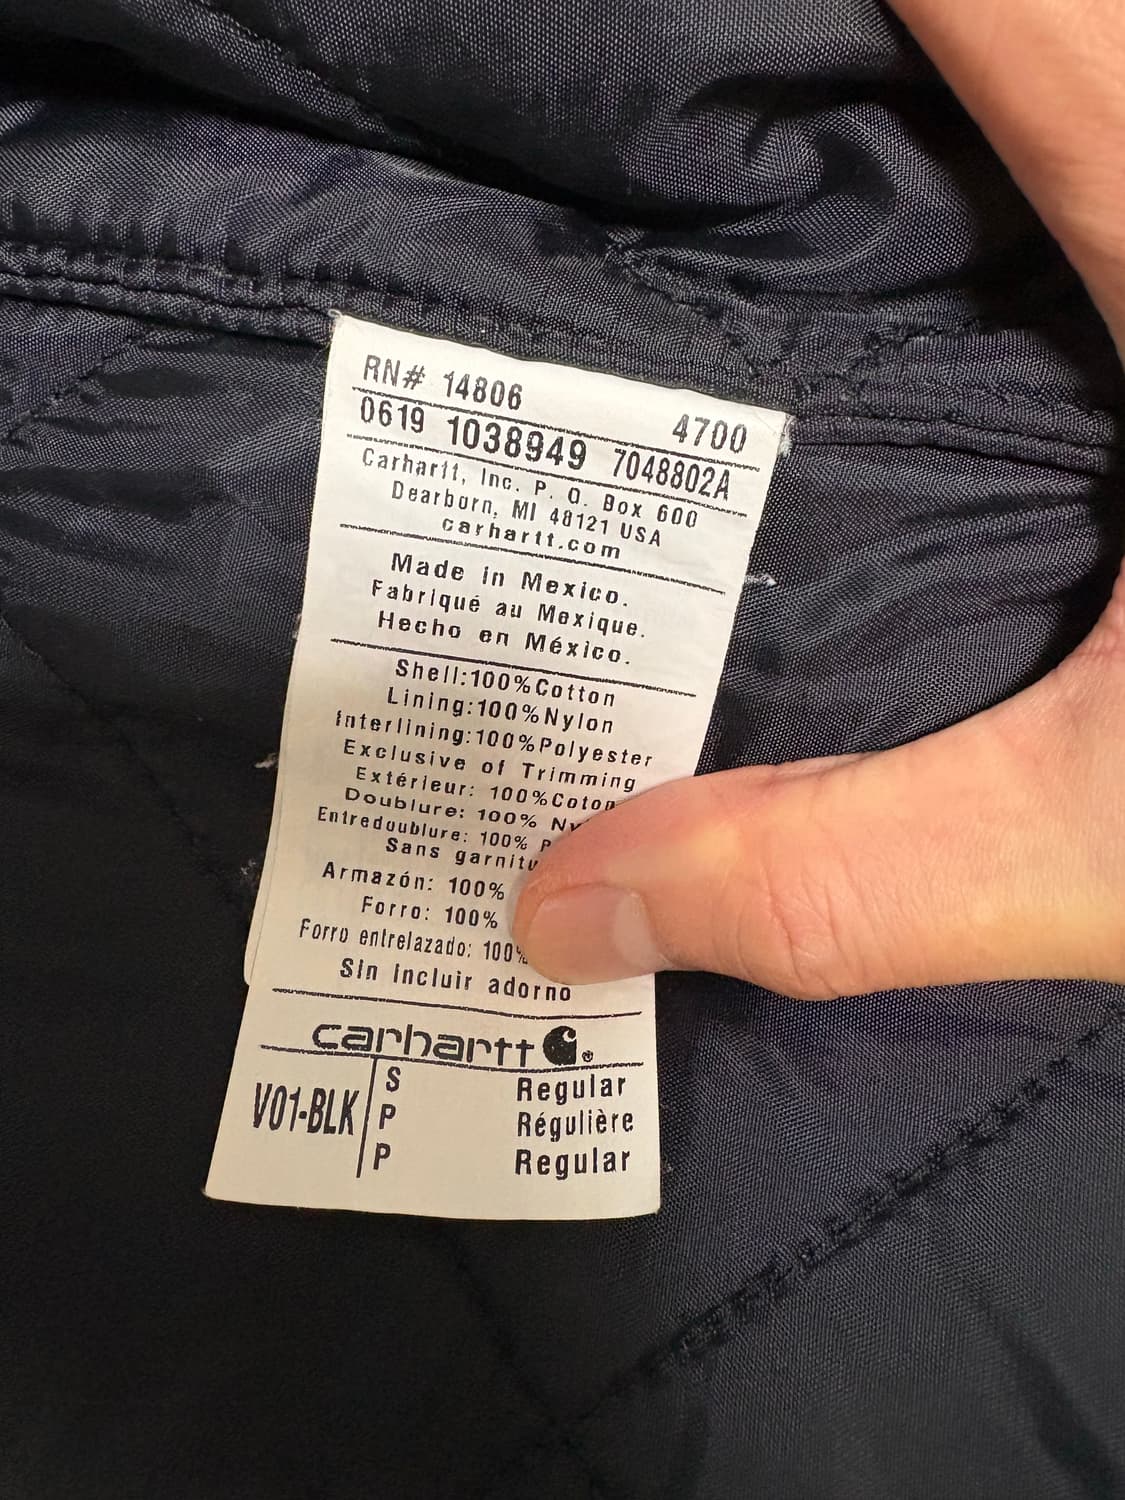 RN# 14806 4700
0619 1038949 7048802A
Carhartt, Inc. P. O. Box 600
Dearborn, MI 48121 USA
carhartt.com
Made in Mexico.
Fabriqué au Mexique.
Hecho en México.
Shell:100%Cotton
Lining:100%Nylon
Interlining:100%Polyester
Exclusive of Trimming
Extérieur: 100%Coton
Doublure: 100%
Entredoublure: 100%
Sans
Armazón: 100%
Forro: 100%
Forro entrelazado: 100%
Sin incluir adorno
carhartt
V01-BLK S Regular
P Régulière
P Regular